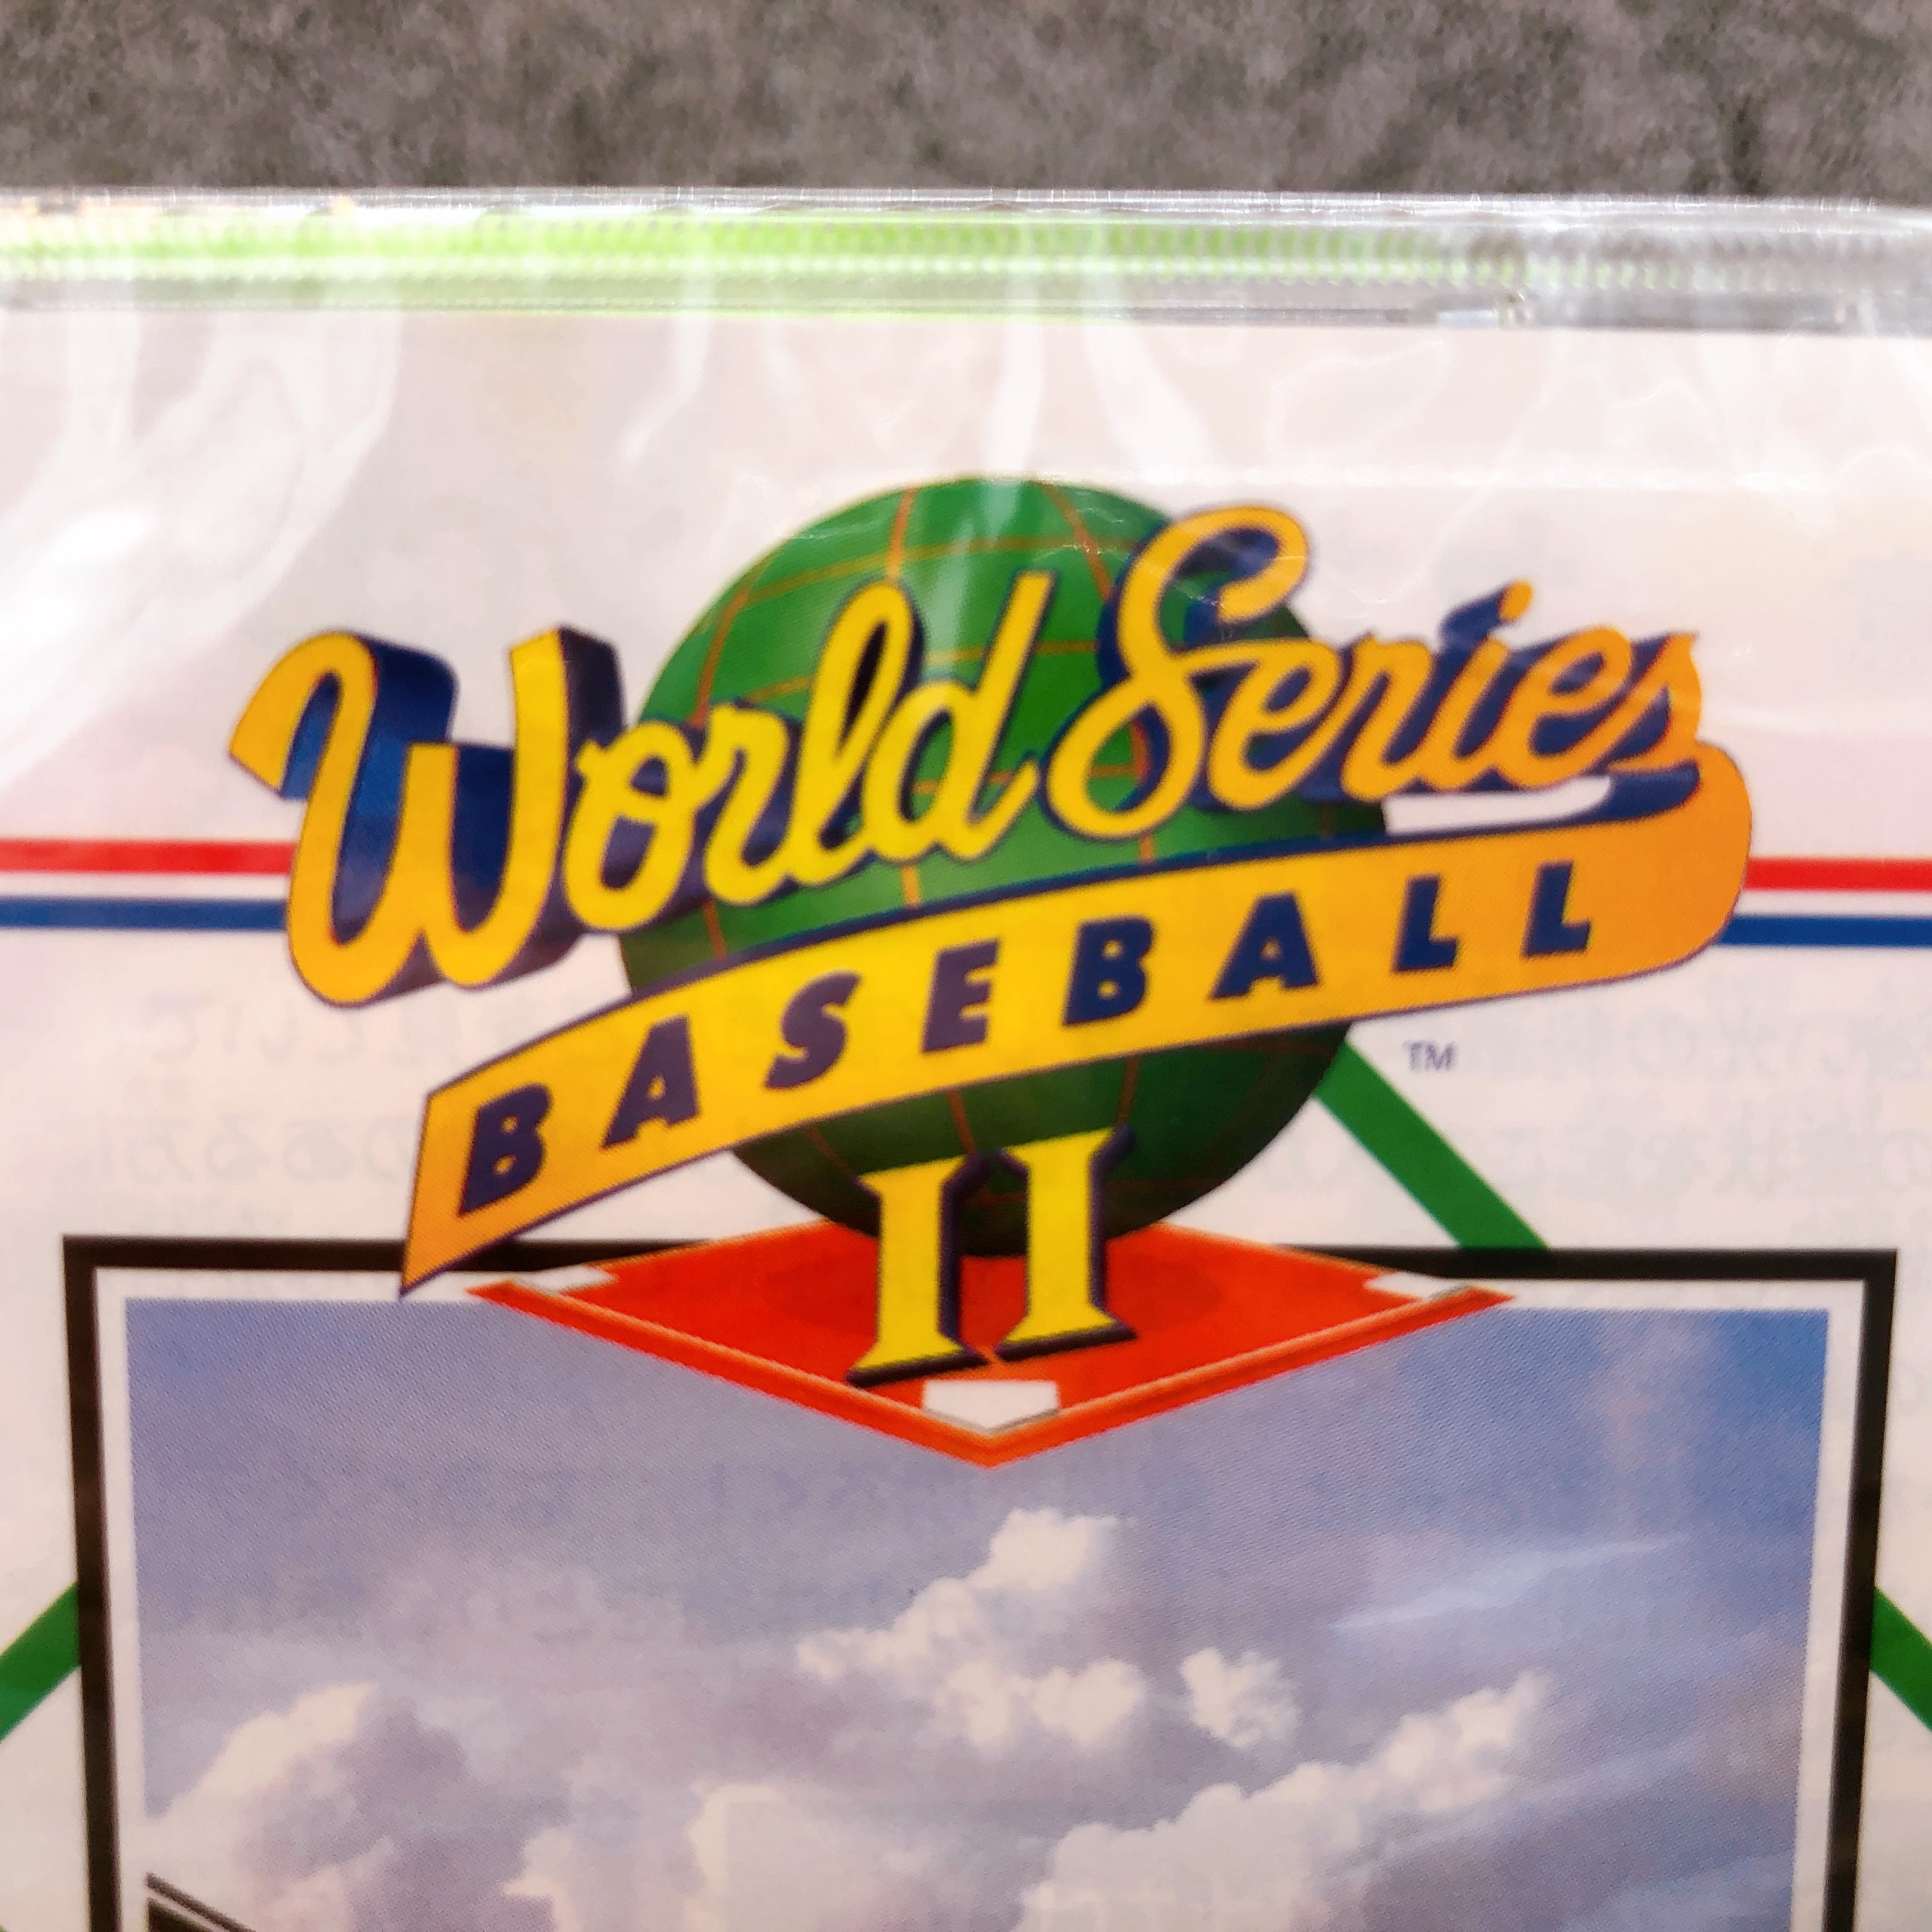 World Series
BASEBALL
TM
II